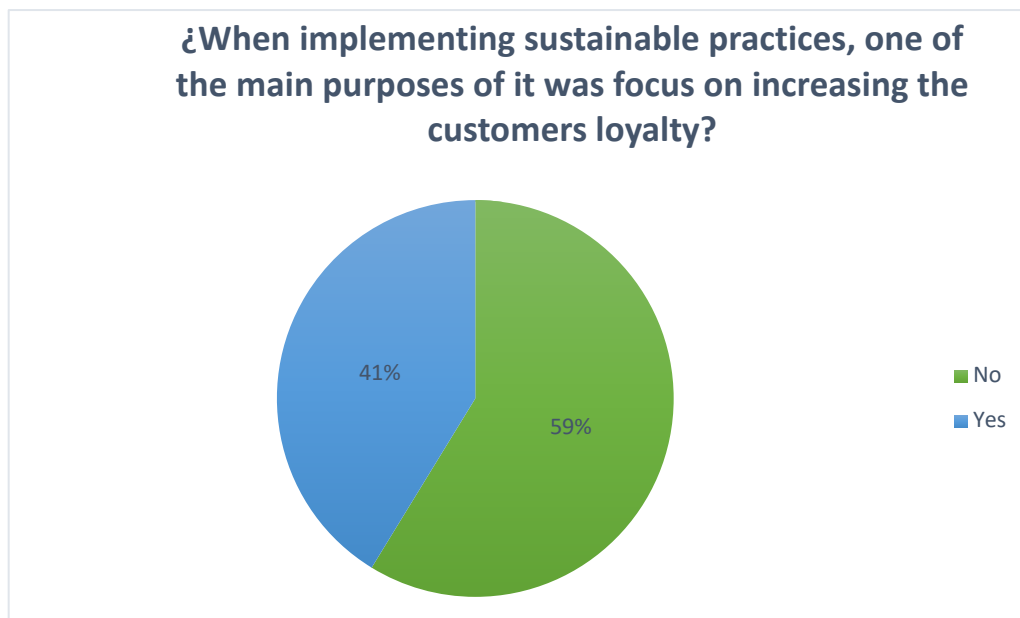 ¿When implementing sustainable practices, one of
the main purposes of it was focus on increasing the
customers loyalty?
41%
59%
No
Yes